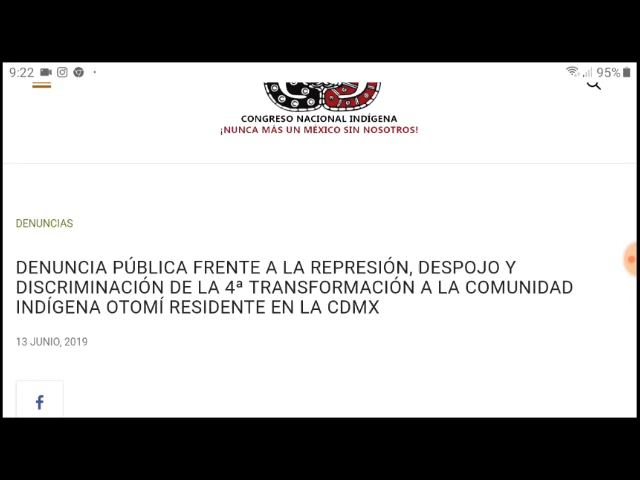 9:22
95%
CONGRESO NACIONAL INDÍGENA
¡NUNCA MÁS UN MÉXICO SIN NOSOTROS!
DENUNCIAS
DENUNCIA PÚBLICA FRENTE A LA REPRESIÓN, DESPOJO Y
DISCRIMINACIÓN DE LA 4ª TRANSFORMACIÓN A LA COMUNIDAD
INDÍGENA OTOMÍ RESIDENTE EN LA CDMX
13 JUNIO, 2019